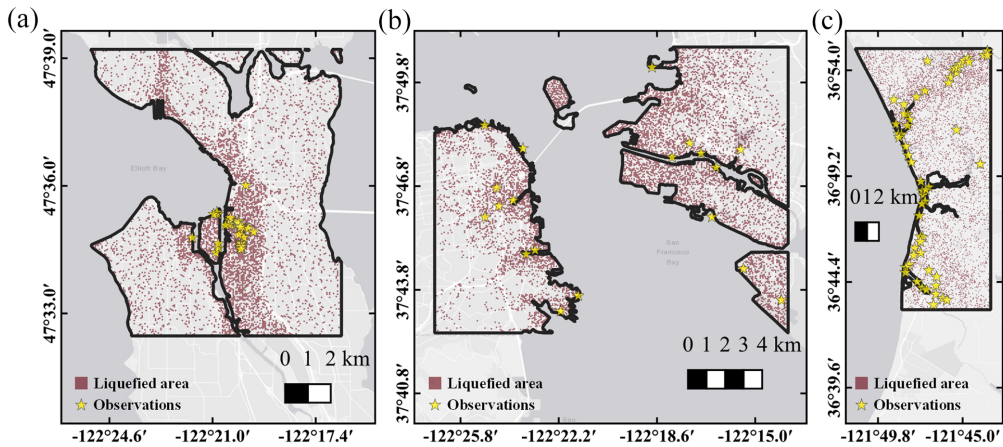 (a)
47°39.0′
47°36.0′
47°33.0′
Elliott Bay
0 1 2 km
Liquefied area
Observations
-122°24.6′ -122°21.0′ -122°17.4′
(b)
37°49.8′
37°46.8′
37°43.8′
37°40.8′
San
Francisco
Bay
0 1 2 3 4 km
Liquefied area
Observations
Bay
-122°25.8′ -122°22.2′ -122°18.6′ -122°15.0′
(c)
36°54.0′
36°49.2′
36°44.4′
36°39.6′
012 km
Liquefied area
Observations
-121°49.8′ -121°45.0′